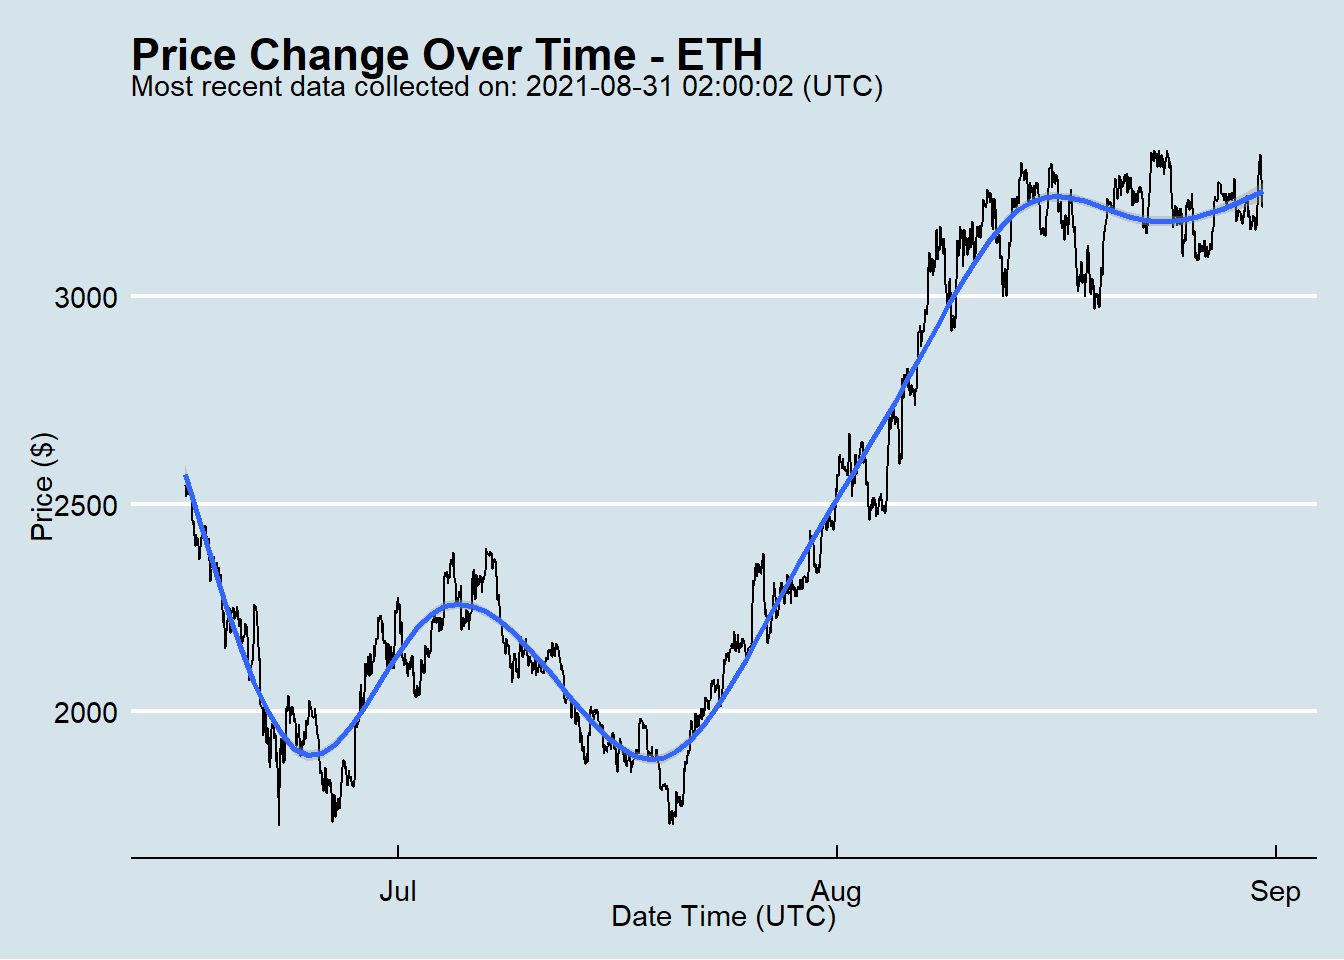 Price Change Over Time - ETH
Most recent data collected on: 2021-08-31 02:00:02 (UTC)
Price ($)
3000
2500
2000
Jul
Aug
Sep
Date Time (UTC)